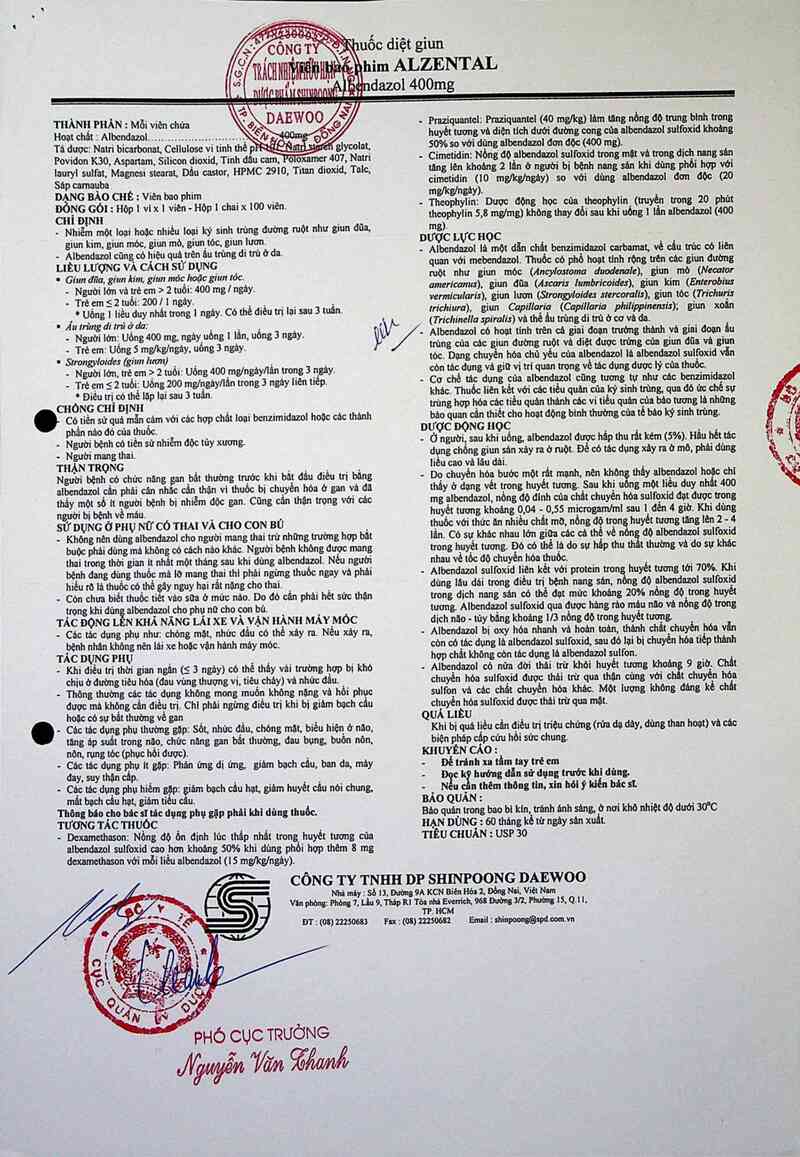 Thuốc diệt giun
Viên bao phim ALZENTAL
Albendazol 400mg
CÔNG TY
TRÁCH NHIỆM HỮU HẠN
DƯỢC PHẨM SHINPOONG
DAEWOO
TP. BIÊN HÒA - T. ĐỒNG NAI
THÀNH PHẦN : Mỗi viên chứa
Hoạt chất : Albendazol..............................400mg
Tá dược: Natri bicarbonat, Cellulose vi tinh thể pH 101, Natri starch glycolat,
Povidon K30, Aspartam, Silicon dioxid, Tinh dầu cam, Poloxamer 407, Natri
lauryl sulfat, Magnesi stearat, Dầu castor, HPMC 2910, Titan dioxid, Talc,
Sáp carnauba
DẠNG BÀO CHẾ : Viên bao phim
ĐÓNG GÓI : Hộp 1 vỉ x 1 viên - Hộp 1 chai x 100 viên.
CHỈ ĐỊNH
- Nhiễm một loại hoặc nhiều loại ký sinh trùng đường ruột như giun đũa,
giun kim, giun móc, giun mỏ, giun tóc, giun lươn.
- Albendazol cũng có hiệu quả trên ấu trùng di trú ở da.
LIỀU LƯỢNG VÀ CÁCH SỬ DỤNG
* Giun đũa, giun kim, giun móc hoặc giun tóc.
- Người lớn và trẻ em > 2 tuổi: 400 mg / ngày.
- Trẻ em ≤ 2 tuổi: 200 / 1 ngày.
* Uống 1 liều duy nhất trong 1 ngày. Có thể điều trị lại sau 3 tuần.
* Ấu trùng di trú ở da:
- Người lớn: Uống 400 mg, ngày uống 1 lần, uống 3 ngày.
- Trẻ em: Uống 5 mg/kg/ngày, uống 3 ngày.
* Strongyloides (giun lươn)
- Người lớn, trẻ em > 2 tuổi: Uống 400 mg/ngày/lần trong 3 ngày.
- Trẻ em ≤ 2 tuổi: Uống 200 mg/ngày/lần trong 3 ngày liên tiếp.
* Điều trị có thể lặp lại sau 3 tuần.
CHỐNG CHỈ ĐỊNH
- Có tiền sử quá mẫn cảm với các hợp chất loại benzimidazol hoặc các thành
phần nào đó của thuốc.
- Người bệnh có tiền sử nhiễm độc tủy xương.
- Người mang thai.
THẬN TRỌNG
Người bệnh có chức năng gan bất thường trước khi bắt đầu điều trị bằng
albendazol cần phải cân nhắc cẩn thận vì thuốc bị chuyển hóa ở gan và đã
thấy một số ít người bệnh bị nhiễm độc gan. Cũng cần thận trọng với các
người bị bệnh về máu.
SỬ DỤNG Ở PHỤ NỮ CÓ THAI VÀ CHO CON BÚ
- Không nên dùng albendazol cho người mang thai trừ những trường hợp bắt
buộc phải dùng mà không có cách nào khác. Người bệnh không được mang
thai trong thời gian ít nhất một tháng sau khi dùng albendazol. Nếu người
bệnh đang dùng thuốc mà lỡ mang thai thì phải ngừng thuốc ngay và phải
hiểu rõ là thuốc có thể gây nguy hại rất nặng cho thai.
- Còn chưa biết thuốc tiết vào sữa ở mức nào. Do đó cần phải hết sức thận
trọng khi dùng albendazol cho phụ nữ cho con bú.
TÁC ĐỘNG LÊN KHẢ NĂNG LÁI XE VÀ VẬN HÀNH MÁY MÓC
- Các tác dụng phụ như: chóng mặt, nhức đầu có thể xảy ra. Nếu xảy ra,
bệnh nhân không nên lái xe hoặc vận hành máy móc.
TÁC DỤNG PHỤ
- Khi điều trị thời gian ngắn (≤ 3 ngày) có thể thấy vài trường hợp bị khó
chịu ở đường tiêu hóa (đau vùng thượng vị, tiêu chảy) và nhức đầu.
- Thông thường các tác dụng không mong muốn không nặng và hồi phục
được mà không cần điều trị. Chỉ phải ngừng điều trị khi bị giảm bạch cầu
hoặc có sự bất thường về gan
- Các tác dụng phụ thường gặp: Sốt, nhức đầu, chóng mặt, biểu hiện ở não,
tăng áp suất trong não, chức năng gan bất thường, đau bụng, buồn nôn,
nôn, rụng tóc (phục hồi được).
- Các tác dụng phụ ít gặp: Phản ứng dị ứng, giảm bạch cầu, ban da, mày
đay, suy thận cấp.
- Các tác dụng phụ hiếm gặp: giảm bạch cầu hạt, giảm huyết cầu nói chung,
mất bạch cầu hạt, giảm tiểu cầu.
Thông báo cho bác sĩ tác dụng phụ gặp phải khi dùng thuốc.
TƯƠNG TÁC THUỐC
- Dexamethason: Nồng độ ổn định lúc thấp nhất trong huyết tương của
albendazol sulfoxid cao hơn khoảng 50% khi dùng phối hợp thêm 8 mg
dexamethason với mỗi liều albendazol (15 mg/kg/ngày).
- Praziquantel: Praziquantel (40 mg/kg) làm tăng nồng độ trung bình trong
huyết tương và diện tích dưới đường cong của albendazol sulfoxid khoảng
50% so với dùng albendazol đơn độc (400 mg).
- Cimetidin: Nồng độ albendazol sulfoxid trong mật và trong dịch nang sán
tăng lên khoảng 2 lần ở người bị bệnh nang sán khi dùng phối hợp với
cimetidin (10 mg/kg/ngày) so với dùng albendazol đơn độc (20
mg/kg/ngày).
- Theophylin: Dược động học của theophylin (truyền trong 20 phút
theophylin 5,8 mg/mg) không thay đổi sau khi uống 1 lần albendazol (400
mg).
DƯỢC LỰC HỌC
- Albendazol là một dẫn chất benzimidazol carbamat, về cấu trúc có liên
quan với mebendazol. Thuốc có phổ hoạt tính rộng trên các giun đường
ruột như giun móc (Ancylostoma duodenale), giun mỏ (Necator
americanus), giun đũa (Ascaris lumbricoides), giun kim (Enterobius
vermicularis), giun lươn (Strongyloides stercoralis), giun tóc (Trichuris
trichiura), giun Capillaria (Capillaria philippinensis); giun xoắn
(Trichinella spiralis) và thể ấu trùng di trú ở cơ và da.
- Albendazol có hoạt tính trên cả giai đoạn trưởng thành và giai đoạn ấu
trùng của các giun đường ruột và diệt được trứng của giun đũa và giun
tóc. Dạng chuyển hóa chủ yếu của albendazol là albendazol sulfoxid vẫn
còn tác dụng và giữ vị trí quan trọng về tác dụng dược lý của thuốc.
- Cơ chế tác dụng của albendazol cũng tương tự như các benzimidazol
khác. Thuốc liên kết với các tiểu quản của ký sinh trùng, qua đó ức chế sự
trùng hợp hóa các tiểu quản thành các vi tiểu quản của bào tương là những
bào quan cần thiết cho hoạt động bình thường của tế bào ký sinh trùng.
DƯỢC ĐỘNG HỌC
- Ở người, sau khi uống, albendazol được hấp thu rất kém (5%). Hầu hết tác
dụng chống giun sán xảy ra ở ruột. Để có tác dụng xảy ra ở mô, phải dùng
liều cao và lâu dài.
- Do chuyển hóa bước một rất mạnh, nên không thấy albendazol hoặc chỉ
thấy ở dạng vết trong huyết tương. Sau khi uống một liều duy nhất 400
mg albendazol, nồng độ đỉnh của chất chuyển hóa sulfoxid đạt được trong
huyết tương khoảng 0,04 - 0,55 microgam/ml sau 1 đến 4 giờ. Khi dùng
thuốc với thức ăn nhiều chất mỡ, nồng độ trong huyết tương tăng lên 2 - 4
lần. Có sự khác nhau lớn giữa các cá thể về nồng độ albendazol sulfoxid
trong huyết tương. Đó có thể là do sự hấp thu thất thường và do sự khác
nhau về tốc độ chuyển hóa thuốc.
- Albendazol sulfoxid liên kết với protein trong huyết tương tới 70%. Khi
dùng lâu dài trong điều trị bệnh nang sán, nồng độ albendazol sulfoxid
trong dịch nang sán có thể đạt mức khoảng 20% nồng độ trong huyết
tương. Albendazol sulfoxid qua được hàng rào máu não và nồng độ trong
dịch não - tủy bằng khoảng 1/3 nồng độ trong huyết tương.
- Albendazol bị oxy hóa nhanh và hoàn toàn, thành chất chuyển hóa vẫn
còn có tác dụng là albendazol sulfoxid, sau đó lại bị chuyển hóa tiếp thành
hợp chất không còn tác dụng là albendazol sulfon.
- Albendazol có nửa đời thải trừ khỏi huyết tương khoảng 9 giờ. Chất
chuyển hóa sulfoxid được thải trừ qua thận cùng với chất chuyển hóa
sulfon và các chất chuyển hóa khác. Một lượng không đáng kể chất
chuyển hóa sulfoxid được thải trừ qua mật.
QUÁ LIỀU
Khi bị quá liều cần điều trị triệu chứng (rửa dạ dày, dùng than hoạt) và các
biện pháp cấp cứu hồi sức chung.
KHUYẾN CÁO :
- Để tránh xa tầm tay trẻ em
- Đọc kỹ hướng dẫn sử dụng trước khi dùng.
- Nếu cần thêm thông tin, xin hỏi ý kiến bác sĩ.
BẢO QUẢN :
Bảo quản trong bao bì kín, tránh ánh sáng, ở nơi khô nhiệt độ dưới 30°C
HẠN DÙNG : 60 tháng kể từ ngày sản xuất.
TIÊU CHUẨN : USP 30
CÔNG TY TNHH DP SHINPOONG DAEWOO
Nhà máy : Số 13, Đường 9A KCN Biên Hòa 2, Đồng Nai, Việt Nam
Văn phòng: Phòng 7, Lầu 9, Tháp R1 Tòa nhà Everrich, 968 Đường 3/2, Phường 15, Q.11,
TP. HCM
ĐT : (08) 22250683 Fax : (08) 22250682 Email : shinpoong@spd.com.vn
BỘ Y TẾ
CỤC QUẢN LÝ DƯỢC
PHÓ CỤC TRƯỞNG
Nguyễn Văn Thanh